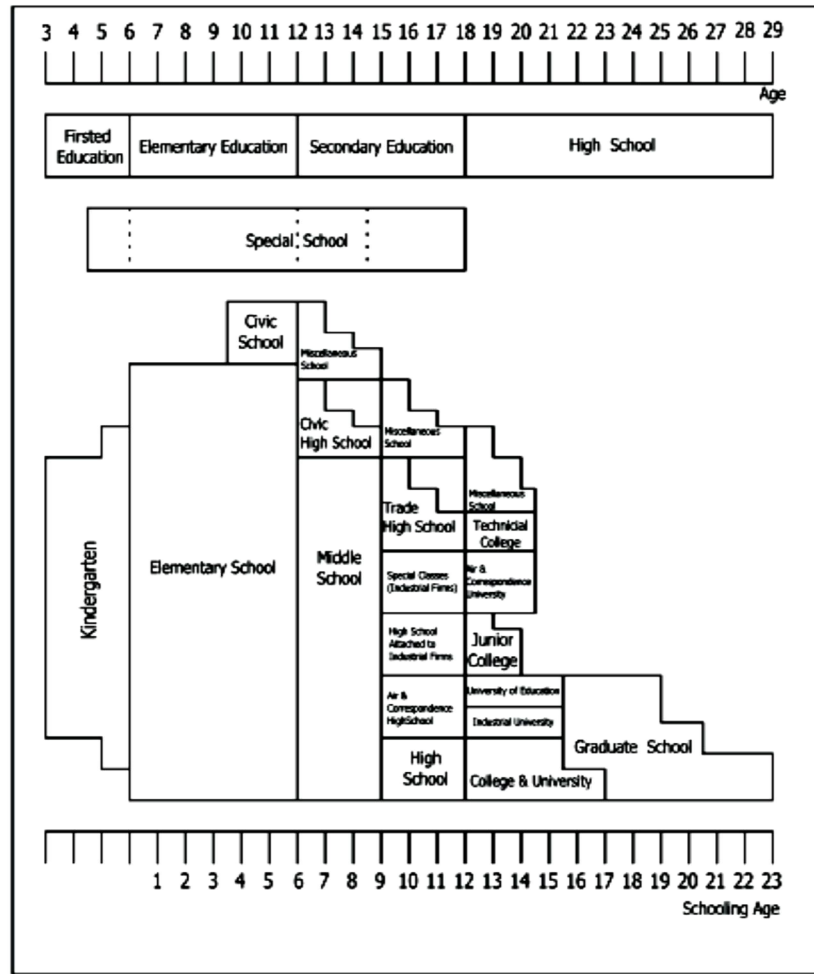 3 4 5 6 7 8 9 10 11 12 13 14 15 16 17 18 19 20 21 22 23 24 25 26 27 28 29
Age
Firsted
Education
Elementary Education
Secondary Education
High School
Special School
Civic
School
Miscellaneous
School
Civic
High School
Miscellaneous
School
Kindergarten
Elementary School
Middle
School
Trade
High School
Miscellaneous
School
Technicial
College
Special Classes
(Industrial Firms)
Air &
Correspondence
University
High School
Attached to
Industrial Firms
Junior
College
Air &
Correspondence
HighSchool
University of Education
Industrial University
Graduate School
High
School
College & University
1 2 3 4 5 6 7 8 9 10 11 12 13 14 15 16 17 18 19 20 21 22 23
Schooling Age